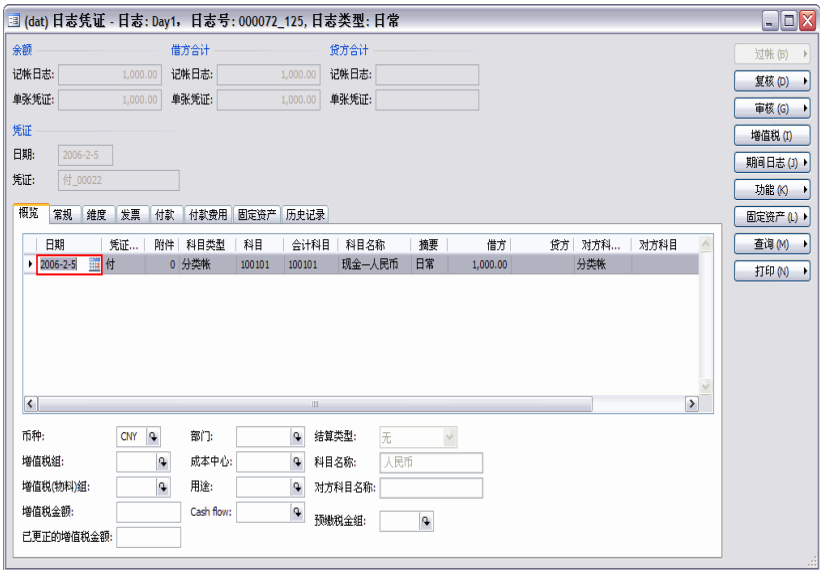 (dat) 日志凭证 - 日志: Day1, 日志号: 000072_125, 日志类型: 日常
余额 借方合计 贷方合计
记帐日志: 1,000.00 记帐日志: 1,000.00 记帐日志:
单张凭证: 1,000.00 单张凭证: 1,000.00 单张凭证:
凭证
日期: 2006-2-5
凭证: 付_00022
概览 常规 维度 发票 付款 付款费用 固定资产 历史记录
日期 凭证... 附件 科目类型 科目 会计科目 科目名称 摘要 借方 贷方 对方科... 对方科目
2006-2-5 付 0 分类帐 100101 100101 现金—人民币 日常 1,000.00 分类帐
币种: CNY 部门: 结算类型: 无
增值税组: 成本中心: 科目名称: 人民币
增值税(物料)组: 用途: 对方科目名称:
增值税金额: Cash flow: 预缴税金组:
已更正的增值税金额:
过帐 (B)
复核 (D)
审核 (G)
增值税 (I)
期间日志 (J)
功能 (K)
固定资产 (L)
查询 (M)
打印 (N)